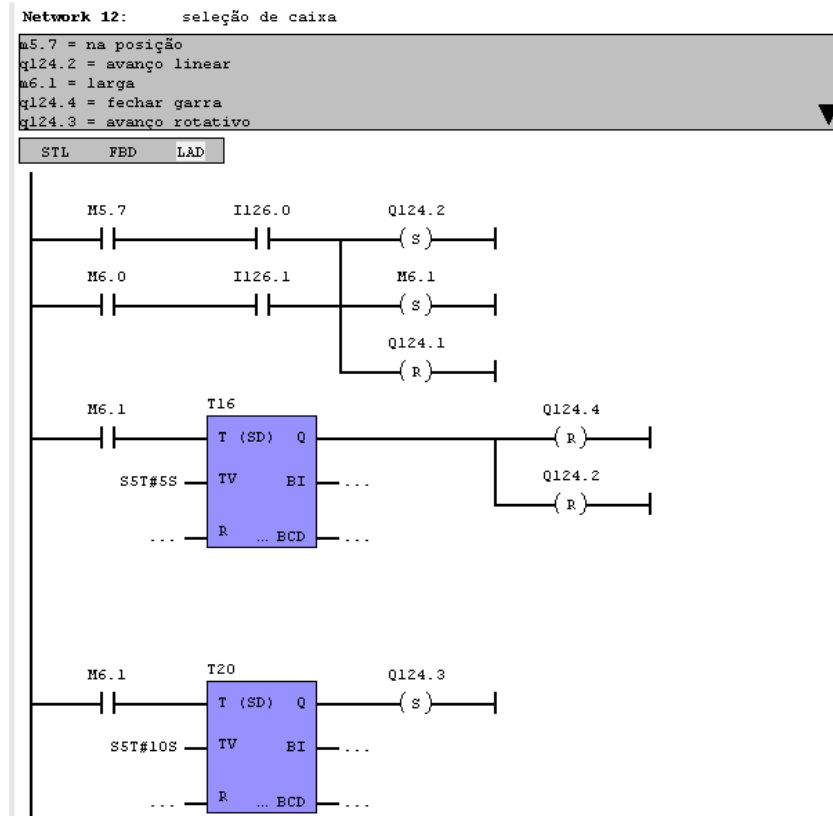 Network 12: seleção de caixa
m5.7 = na posição
q124.2 = avanço linear
m6.1 = larga
q124.4 = fechar garra
q124.3 = avanço rotativo
STL FBD LAD
M5.7 I126.0 Q124.2
( S )
M6.0 I126.1 M6.1
( S )
Q124.1
( R )
M6.1 T16 Q124.4
T (SD) Q ( R )
Q124.2
S5T#5S TV BI ...
( R )
... R ... BCD ...
M6.1 T20 Q124.3
T (SD) Q ( S )
S5T#10S TV BI ...
... R ... BCD ...